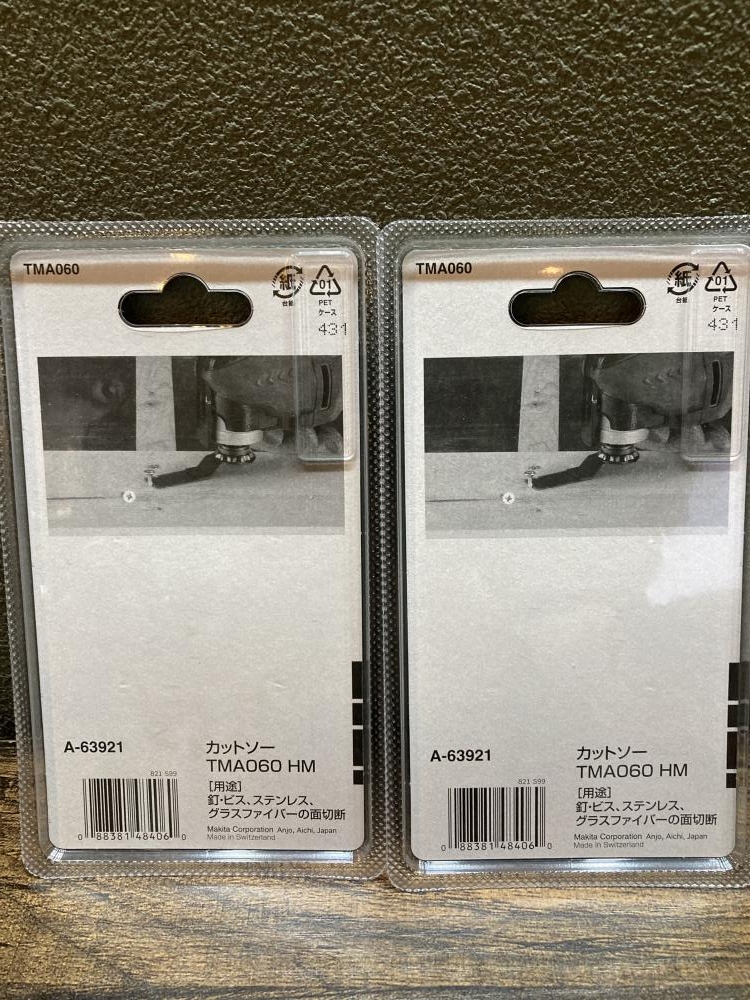 TMA060
紙
台紙
01
PET
ケース
431
A-63921
カットソー
TMA060 HM
821 S99
[用途]
釘・ビス、ステンレス、
グラスファイバーの面切断
0 88381 48406 0
Makita Corporation Anjo, Aichi, Japan
Made in Switzerland
TMA060
紙
台紙
01
PET
ケース
431
A-63921
カットソー
TMA060 HM
821 S99
[用途]
釘・ビス、ステンレス、
グラスファイバーの面切断
0 88381 48406 0
Makita Corporation Anjo, Aichi, Japan
Made in Switzerland